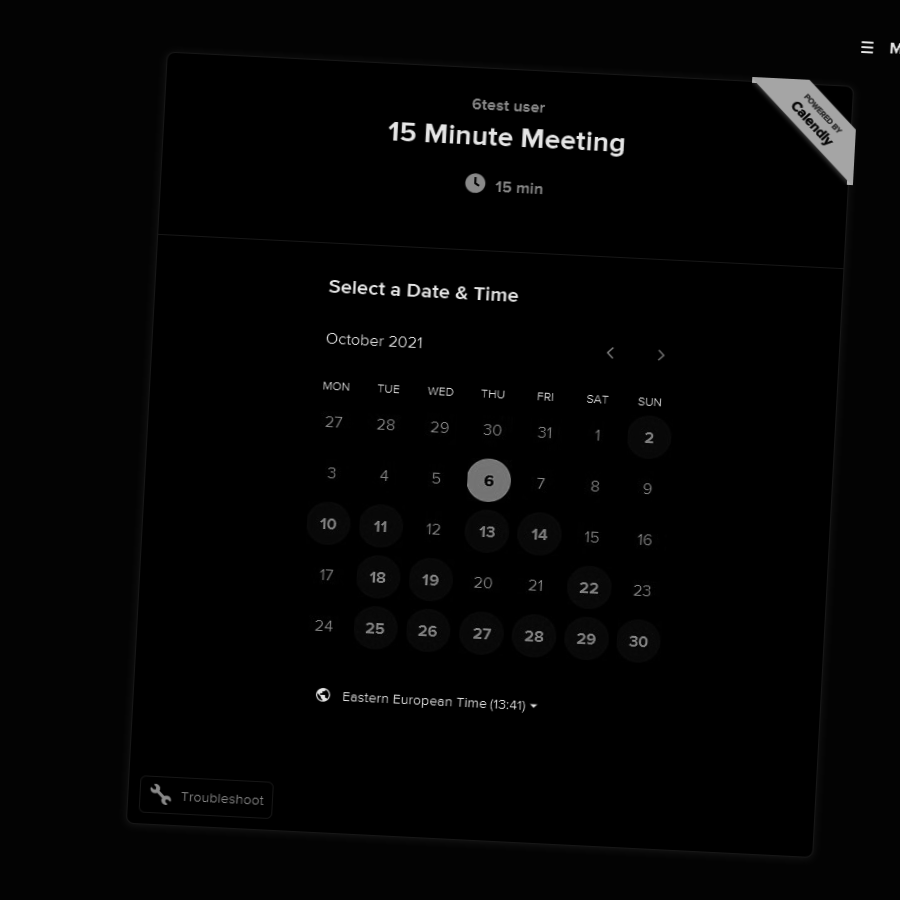 ☰ M
POWERED BY
Calendly
6test user
15 Minute Meeting
15 min
Select a Date & Time
October 2021
MON TUE WED THU FRI SAT SUN
27 28 29 30 31 1 2
3 4 5 6 7 8 9
10 11 12 13 14 15 16
17 18 19 20 21 22 23
24 25 26 27 28 29 30
Eastern European Time (13:41)
Troubleshoot